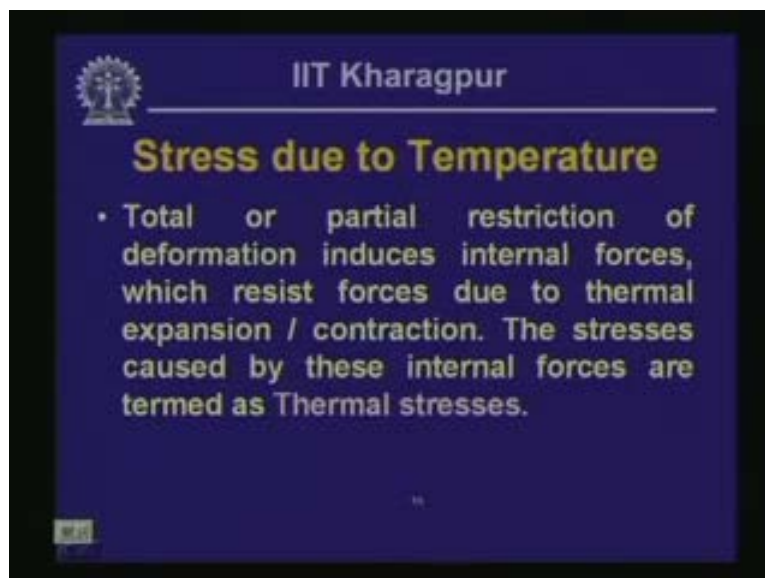 IIT Kharagpur
Stress due to Temperature
• Total or partial restriction of
deformation induces internal forces,
which resist forces due to thermal
expansion / contraction. The stresses
caused by these internal forces are
termed as Thermal stresses.